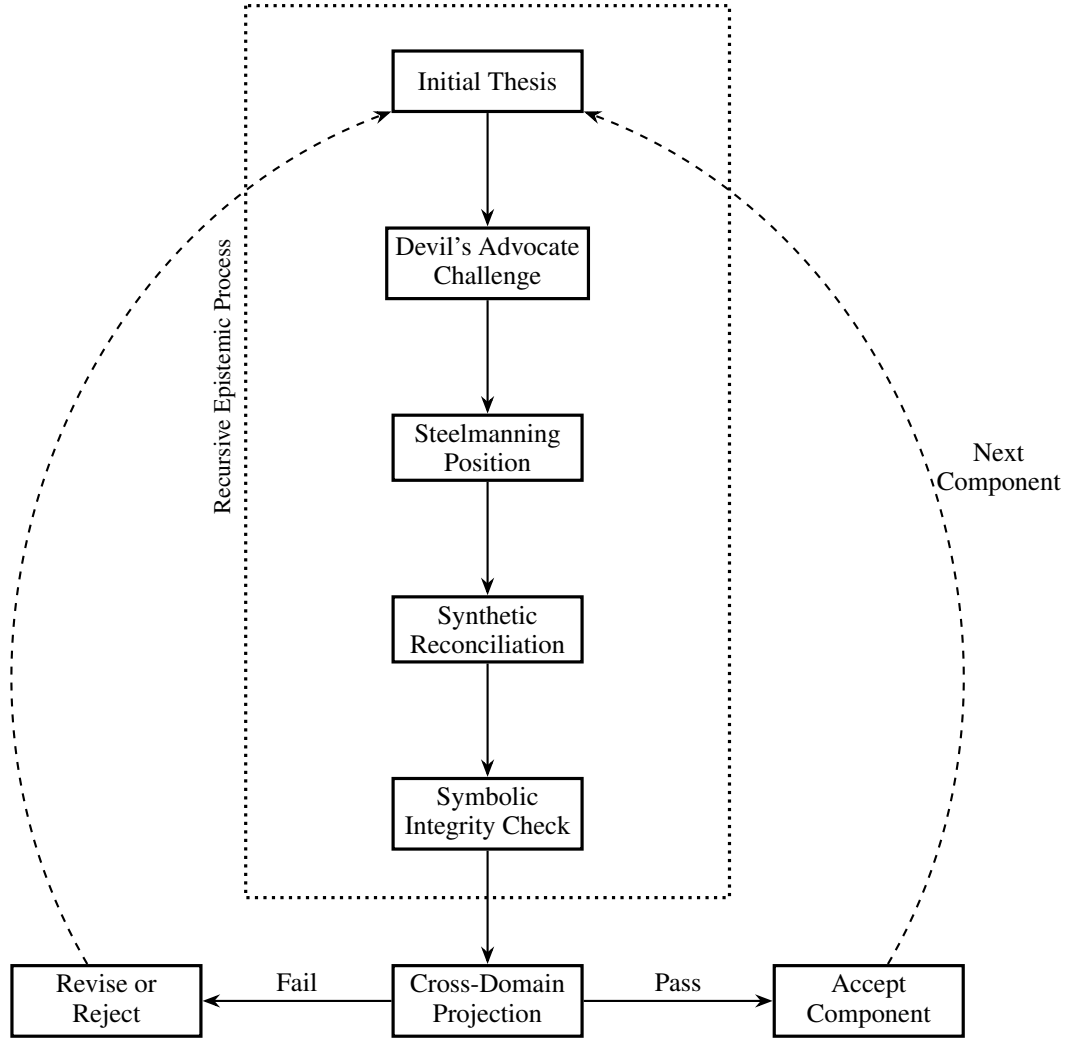 Initial Thesis
Devil's Advocate
Challenge
Recursive Epistemic Process
Steelmanning
Position
Next
Component
Synthetic
Reconciliation
Symbolic
Integrity Check
Revise or
Reject
Fail
Cross-Domain
Projection
Pass
Accept
Component